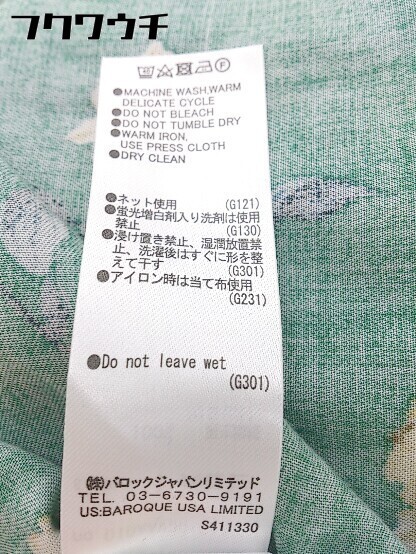 フクワウチ
●MACHINE WASH,WARM
DELICATE CYCLE
●DO NOT BLEACH
●DO NOT TUMBLE DRY
●WARM IRON,
USE PRESS CLOTH
●DRY CLEAN
●ネット使用 (G121)
●蛍光増白剤入り洗剤は使用
禁止 (G130)
●浸け置き禁止、湿潤放置禁
止、洗濯後はすぐに形を整
えて干す (G301)
●アイロン時は当て布使用
(G231)
●Do not leave wet
(G301)
㈱バロックジャパンリミテッド
TEL. 03-6730-9191
US:BAROQUE USA LIMITED
S411330